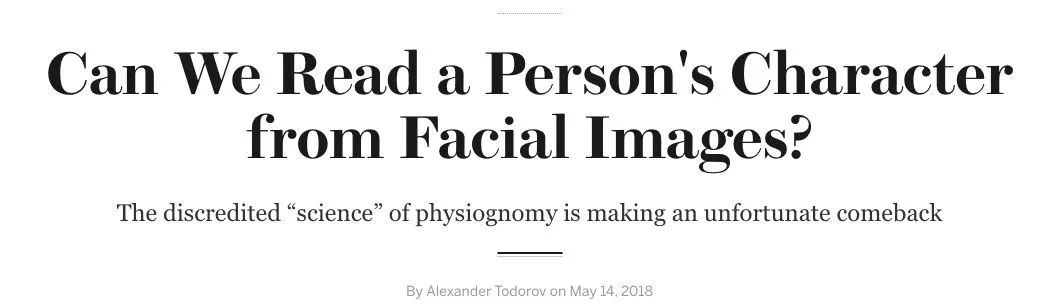 Can We Read a Person's Character
from Facial Images?
The discredited “science” of physiognomy is making an unfortunate comeback
By Alexander Todorov on May 14, 2018